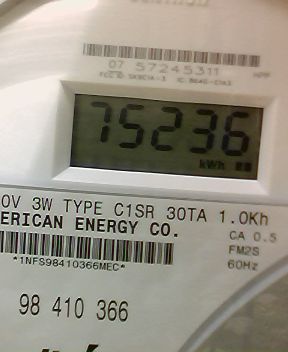 07 57245311
75236
kWh
0V 3W TYPE C1SR 30TA 1.0Kh
ERICAN ENERGY CO.
CA 0.5
FM2S
60Hz
*1NFS98410366MEC*
98 410 366